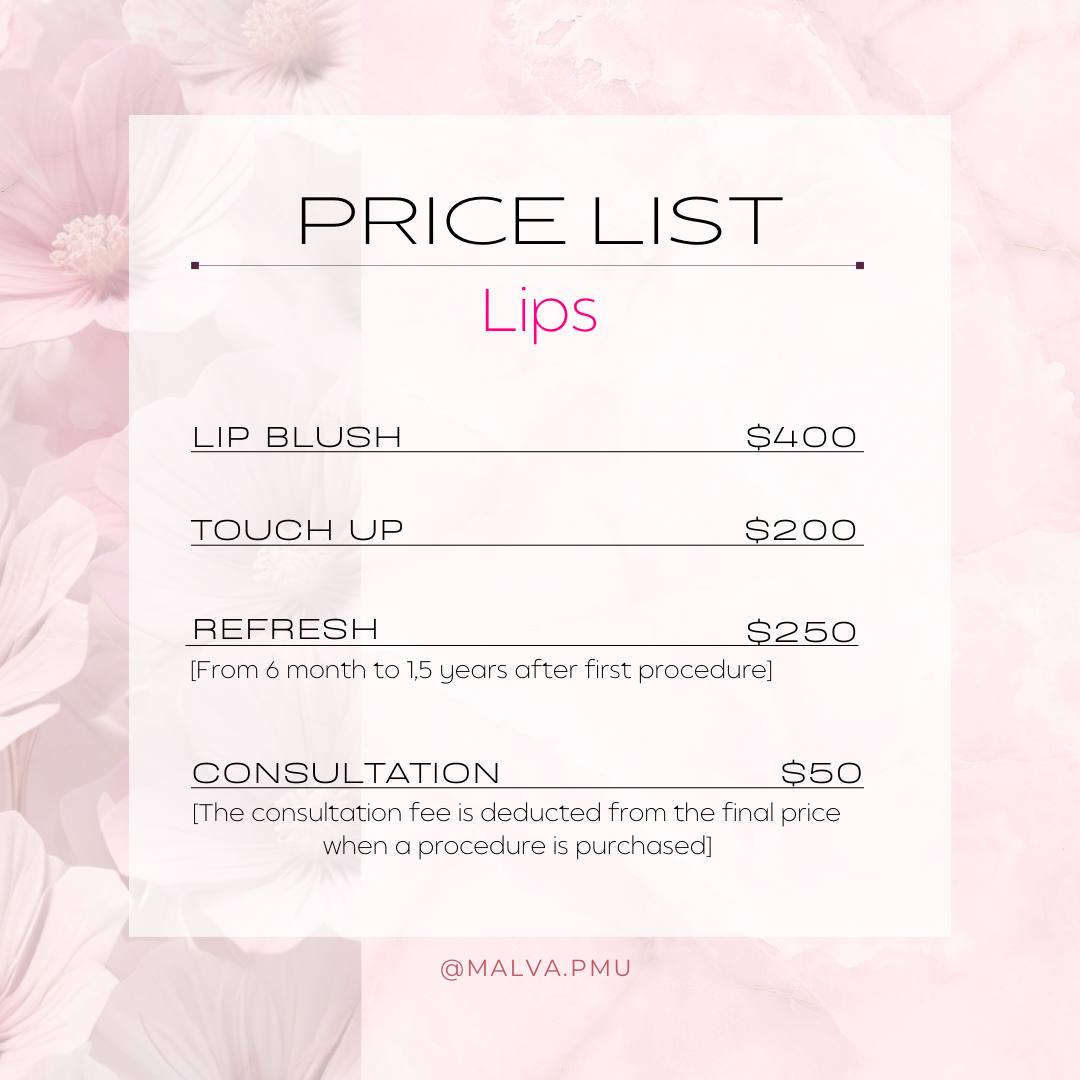 PRICE LIST
Lips
LIP BLUSH $400
TOUCH UP $200
REFRESH $250
[From 6 month to 1,5 years after first procedure]
CONSULTATION $50
[The consultation fee is deducted from the final price
when a procedure is purchased]
@MALVA.PMU